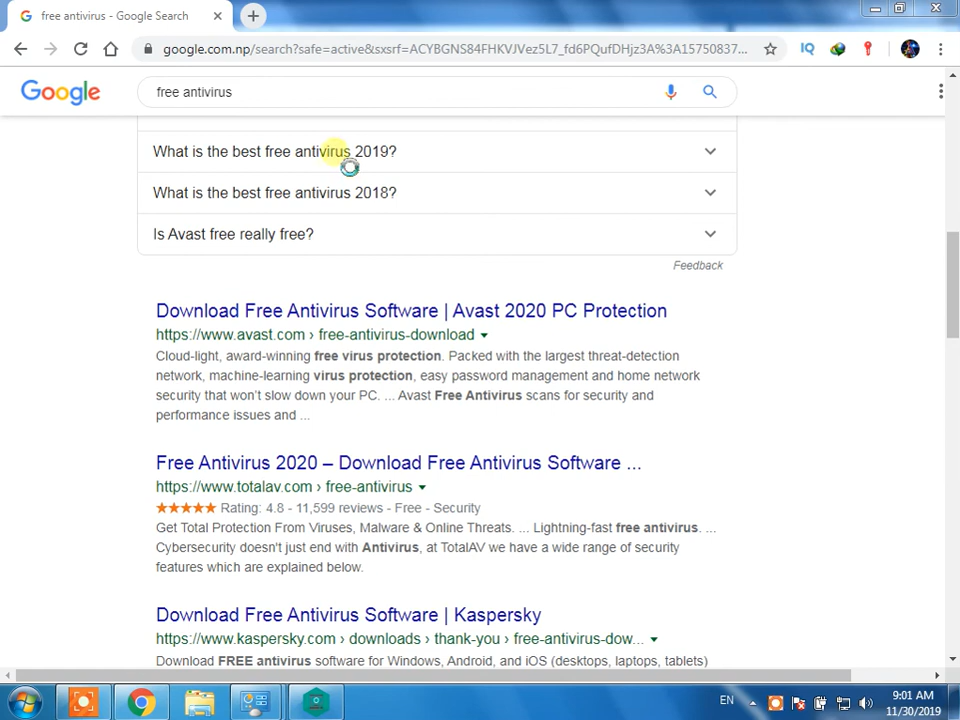 free antivirus - Google Search
google.com.np/search?safe=active&sxsrf=ACYBGNS84FHKVJVez5L7_fd6PQufDHjz3A%3A15750837...
IQ
Google
free antivirus
What is the best free antivirus 2019?
What is the best free antivirus 2018?
Is Avast free really free?
Feedback
Download Free Antivirus Software | Avast 2020 PC Protection
https://www.avast.com › free-antivirus-download
Cloud-light, award-winning free virus protection. Packed with the largest threat-detection
network, machine-learning virus protection, easy password management and home network
security that won't slow down your PC. ... Avast Free Antivirus scans for security and
performance issues and ...
Free Antivirus 2020 – Download Free Antivirus Software ...
https://www.totalav.com › free-antivirus
Rating: 4.8 - 11,599 reviews - Free - Security
Get Total Protection From Viruses, Malware & Online Threats. ... Lightning-fast free antivirus. ...
Cybersecurity doesn't just end with Antivirus, at TotalAV we have a wide range of security
features which are explained below.
Download Free Antivirus Software | Kaspersky
https://www.kaspersky.com › downloads › thank-you › free-antivirus-dow...
Download FREE antivirus software for Windows, Android, and iOS (desktops, laptops, tablets)
EN
9:01 AM
11/30/2019